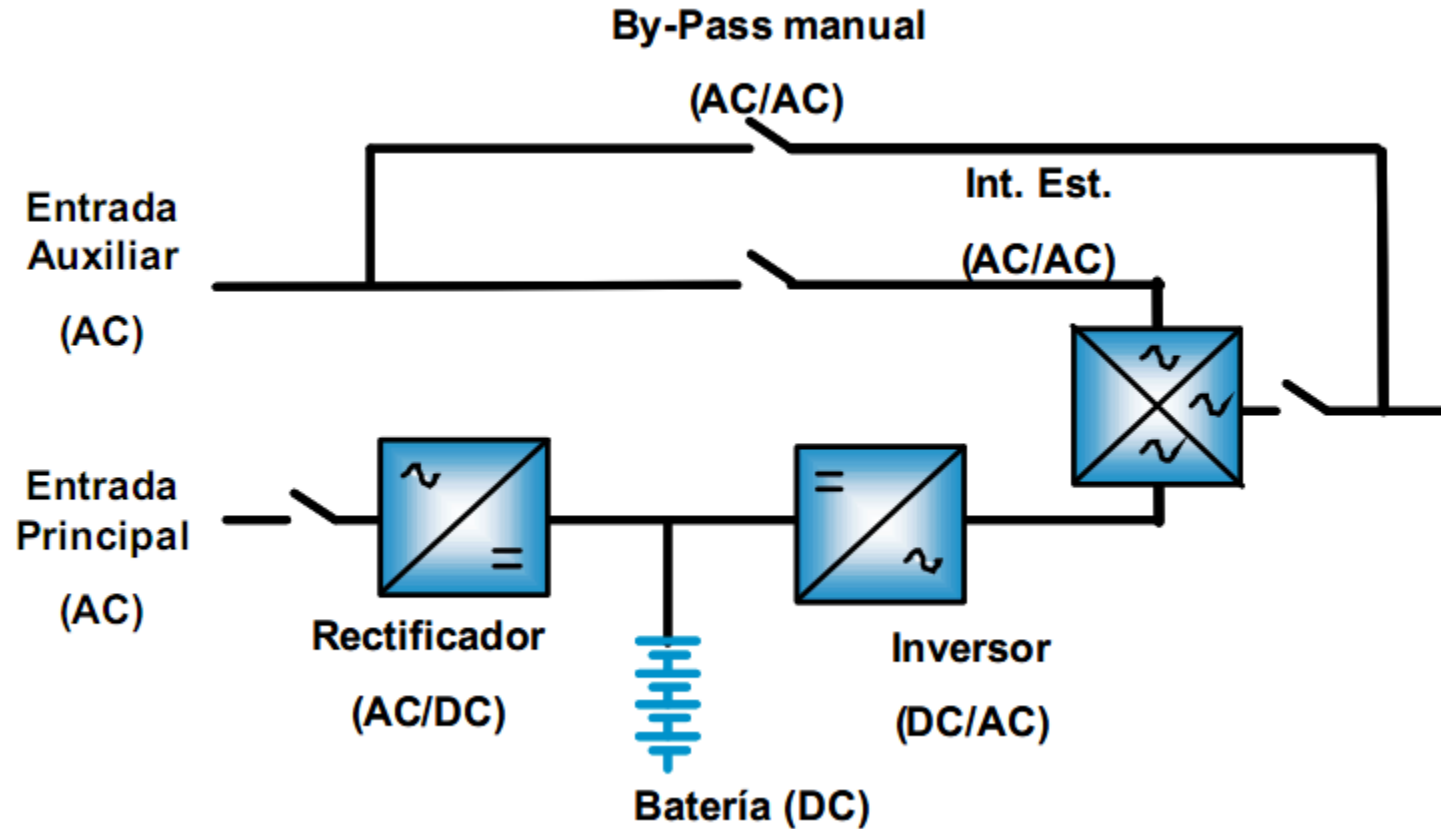 By-Pass manual
(AC/AC)
Int. Est.
(AC/AC)
Entrada
Auxiliar
(AC)
Entrada
Principal
(AC)
Rectificador
(AC/DC)
Inversor
(DC/AC)
Batería (DC)